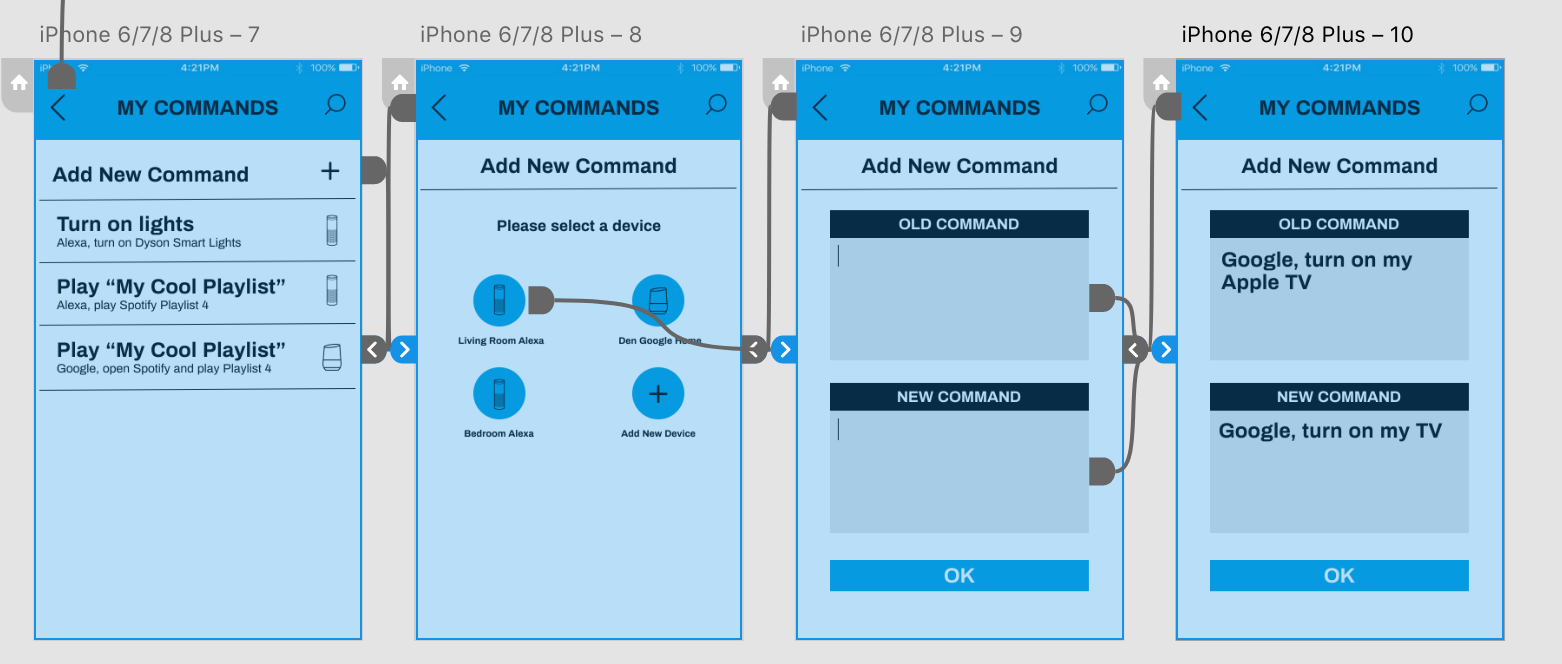 iPhone 6/7/8 Plus – 7
iPhone
4:21PM
100%
MY COMMANDS
Add New Command
Turn on lights
Alexa, turn on Dyson Smart Lights
Play “My Cool Playlist”
Alexa, play Spotify Playlist 4
Play “My Cool Playlist”
Google, open Spotify and play Playlist 4
iPhone 6/7/8 Plus – 8
iPhone
4:21PM
100%
MY COMMANDS
Add New Command
Please select a device
Living Room Alexa
Den Google Home
Bedroom Alexa
Add New Device
iPhone 6/7/8 Plus – 9
iPhone
4:21PM
100%
MY COMMANDS
Add New Command
OLD COMMAND
NEW COMMAND
OK
iPhone 6/7/8 Plus – 10
iPhone
4:21PM
100%
MY COMMANDS
Add New Command
OLD COMMAND
Google, turn on my
Apple TV
NEW COMMAND
Google, turn on my TV
OK